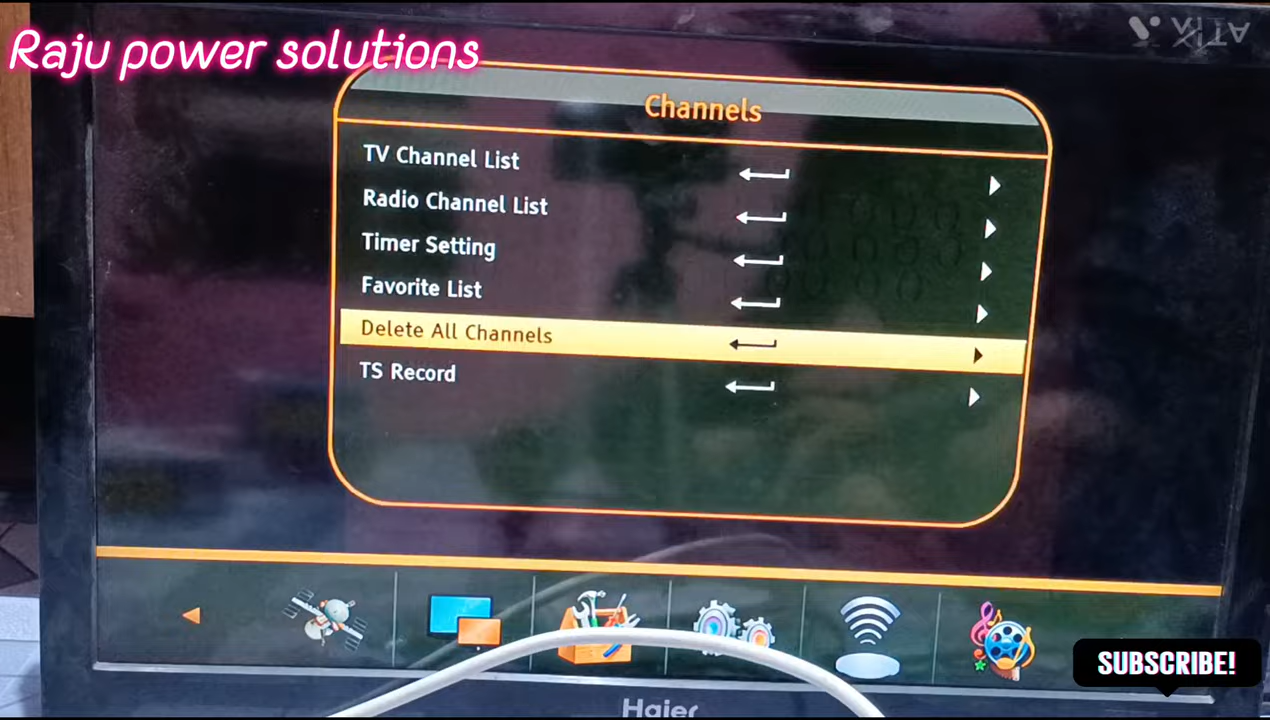 Raju power solutions
Channels
TV Channel List
Radio Channel List
Timer Setting
Favorite List
Delete All Channels
TS Record
SUBSCRIBE!
Haier